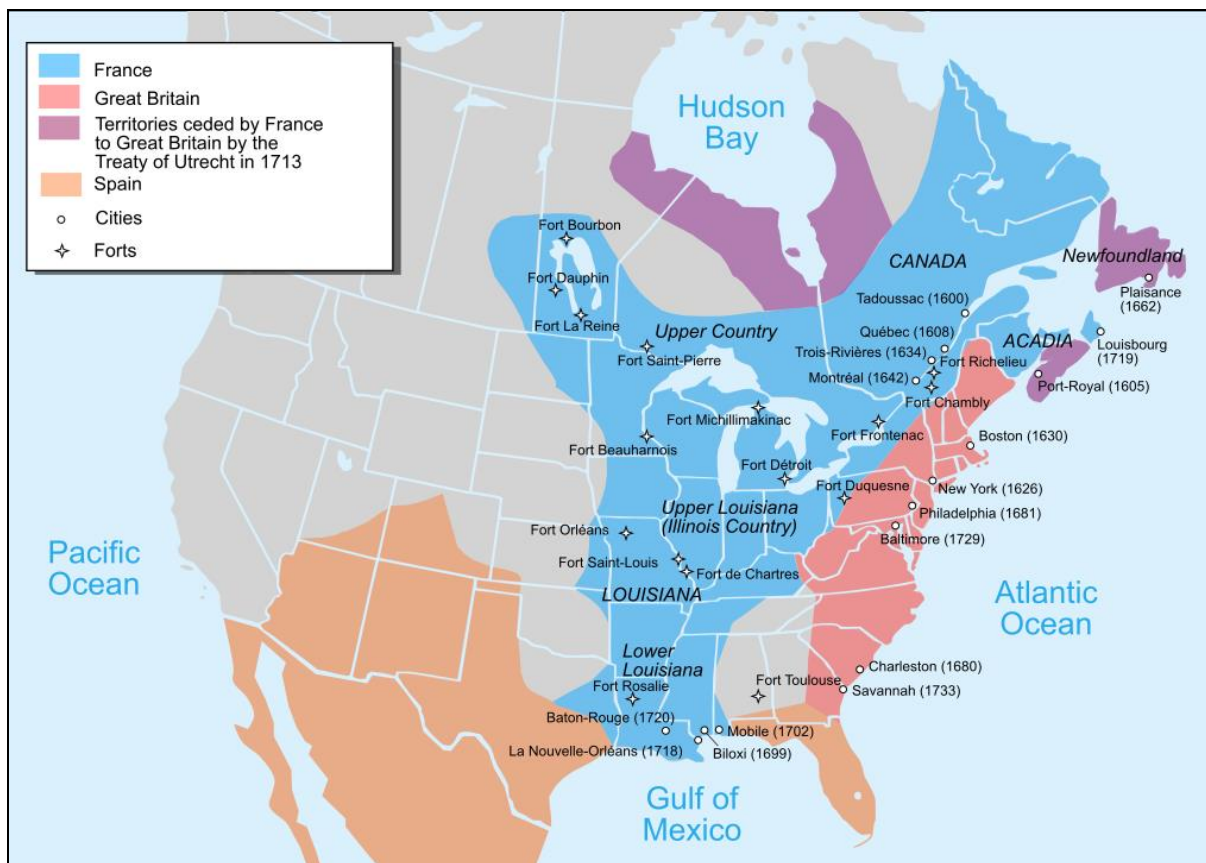 France
Great Britain
Territories ceded by France
to Great Britain by the
Treaty of Utrecht in 1713
Spain
Cities
Forts
Hudson
Bay
Fort Bourbon
Fort Dauphin
Fort La Reine
CANADA
Newfoundland
Plaisance
(1662)
Tadoussac (1600)
Upper Country
Québec (1608)
ACADIA
Louisbourg
(1719)
Fort Saint-Pierre
Trois-Rivières (1634)
Fort Richelieu
Montréal (1642)
Port-Royal (1605)
Fort Chambly
Fort Michillimakinac
Fort Frontenac
Fort Beauharnois
Boston (1630)
Fort Détroit
Fort Duquesne
New York (1626)
Upper Louisiana
(Illinois Country)
Philadelphia (1681)
Fort Orléans
Baltimore (1729)
Pacific
Ocean
Fort Saint-Louis
Fort de Chartres
LOUISIANA
Atlantic
Ocean
Lower
Louisiana
Charleston (1680)
Fort Toulouse
Fort Rosalie
Savannah (1733)
Baton-Rouge (1720)
Mobile (1702)
La Nouvelle-Orléans (1718)
Biloxi (1699)
Gulf of
Mexico